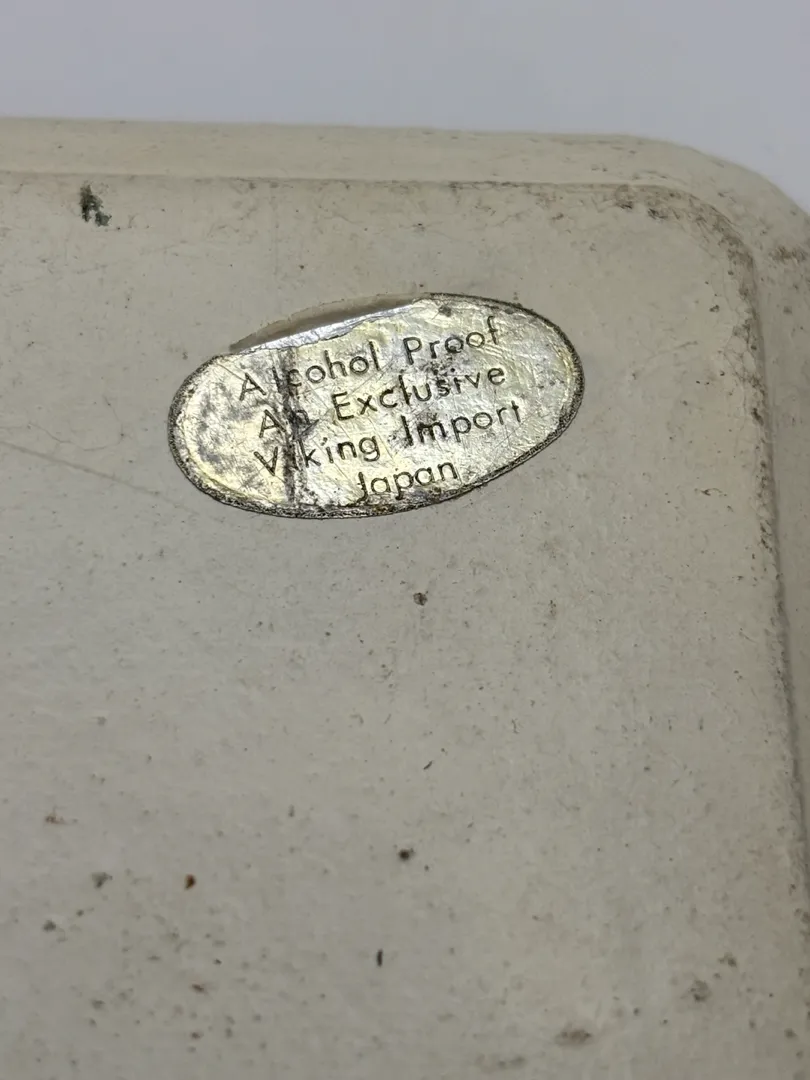 Alcohol Proof
An Exclusive
Viking Import
Japan